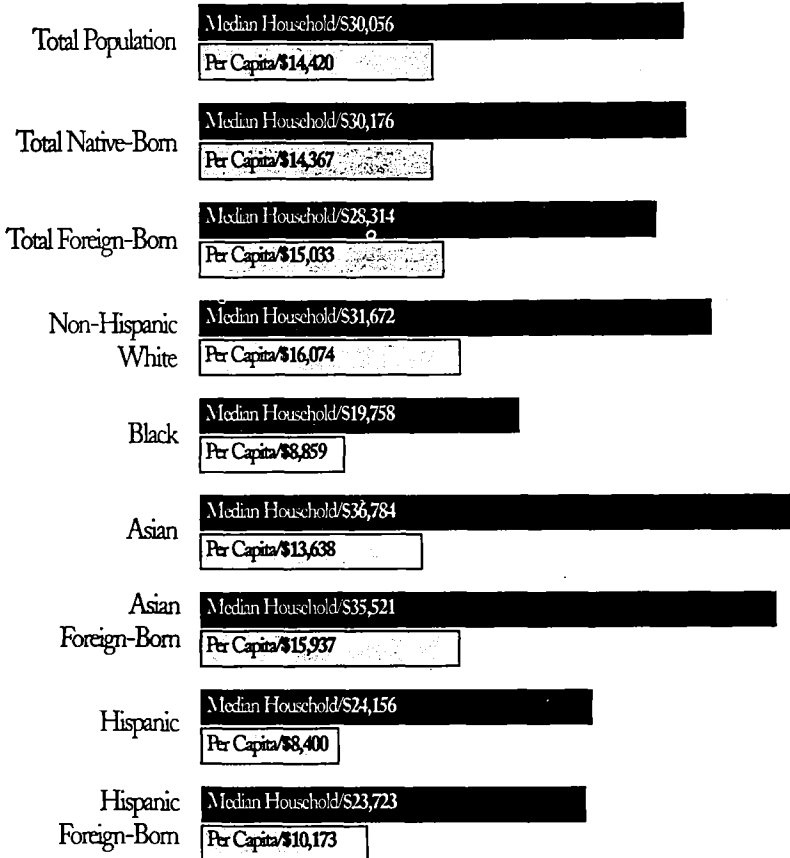 Total Population
Median Household/$30,056
Per Capita/$14,420
Total Native-Born
Median Household/$30,176
Per Capita/$14,367
Total Foreign-Born
Median Household/$28,314
Per Capita/$15,033
Non-Hispanic
White
Median Household/$31,672
Per Capita/$16,074
Black
Median Household/$19,758
Per Capita/$8,859
Asian
Median Household/$36,784
Per Capita/$13,638
Asian
Foreign-Born
Median Household/$35,521
Per Capita/$15,937
Hispanic
Median Household/$24,156
Per Capita/$8,400
Hispanic
Foreign-Born
Median Household/$23,723
Per Capita/$10,173